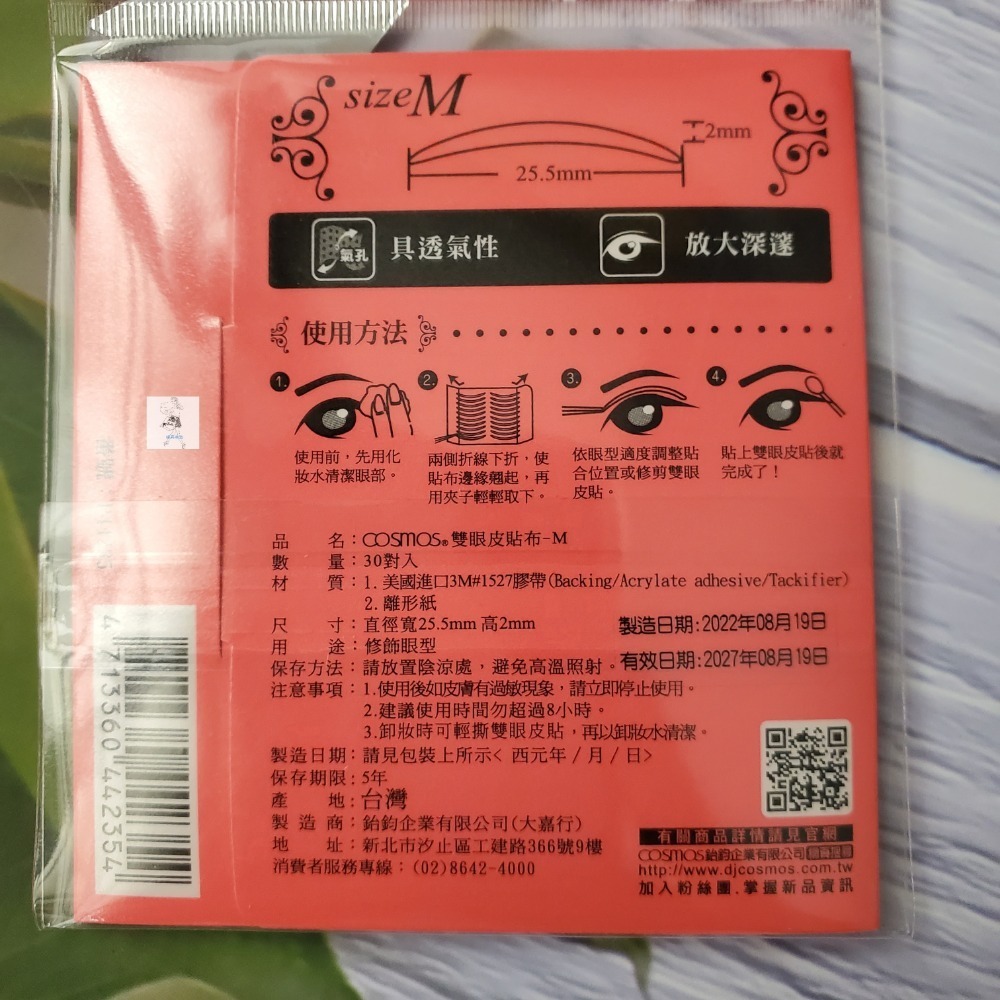 size M
2mm
25.5mm
氣孔
具透氣性
放大深邃
使用方法
1.
2.
3.
4.
使用前，先用化
妝水清潔眼部。
兩側折線下折，使
貼布邊緣翹起，再
用夾子輕輕取下。
依眼型適度調整貼
合位置或修剪雙眼
皮貼。
貼上雙眼皮貼後就
完成了！
品 名：COSMOS® 雙眼皮貼布-M
數 量：30對入
材 質：1. 美國進口3M#1527膠帶(Backing/Acrylate adhesive/Tackifier)
2. 離形紙
尺 寸：直徑寬25.5mm 高2mm
製造日期:2022年08月19日
用 途：修飾眼型
保存方法：請放置陰涼處，避免高溫照射。
有效日期:2027年08月19日
注意事項：1.使用後如皮膚有過敏現象，請立即停止使用。
2.建議使用時間勿超過8小時。
3.卸妝時可輕撕雙眼皮貼，再以卸妝水清潔。
製造日期：請見包裝上所示< 西元年 / 月 / 日>
保存期限：5年
產 地：台灣
製 造 商：鉑鈞企業有限公司(大嘉行)
地 址：新北市汐止區工建路366號9樓
消費者服務專線：(02)8642-4000
有關商品詳情請見官網
COSMOS鉑鈞企業有限公司
http://www.djcosmos.com.tw
加入粉絲團.掌握新品資訊
4 713360 442554